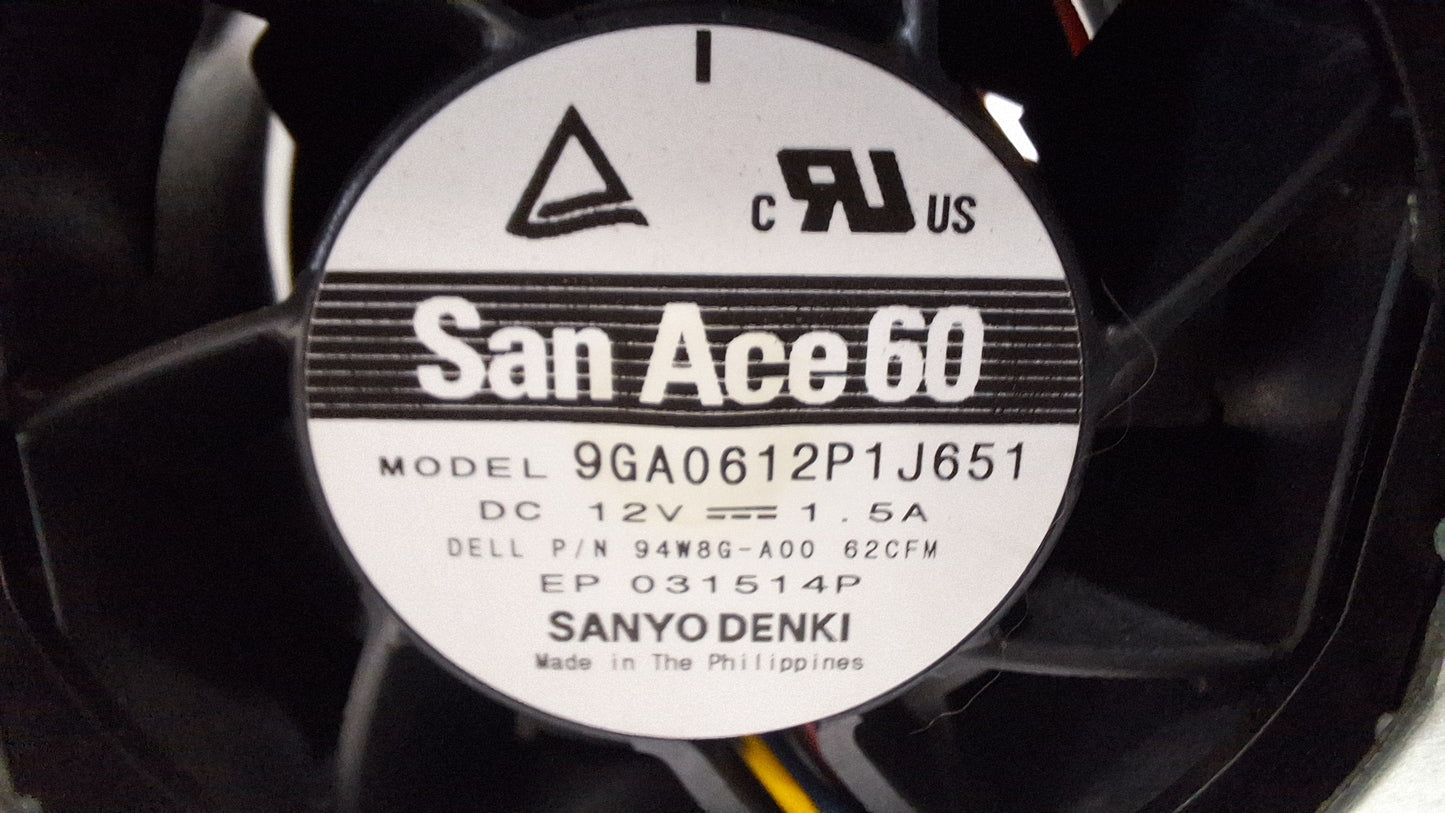 I
c RU US
San Ace 60
MODEL 9GA0612P1J651
DC 12V ⎓ 1.5A
DELL P/N 94W8G-A00 62CFM
EP 031514P
SANYO DENKI
Made in The Philippines